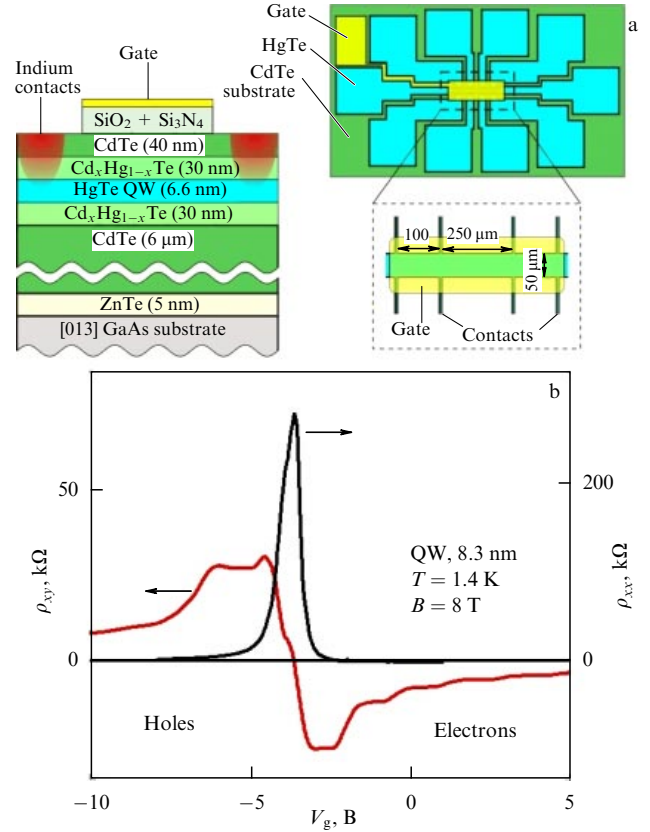 Gate
Indium contacts
SiO₂ + Si₃N₄
CdTe (40 nm)
CdₓHg₁₋ₓTe (30 nm)
HgTe QW (6.6 nm)
CdₓHg₁₋ₓTe (30 nm)
CdTe (6 μm)
ZnTe (5 nm)
[013] GaAs substrate
a
Gate
HgTe
CdTe
substrate
100
250 μm
50 μm
Gate
Contacts
b
50
0
ρxy, kΩ
200
0
ρxx, kΩ
QW, 8.3 nm
T = 1.4 K
B = 8 T
Holes
Electrons
−10
−5
0
5
Vg, B